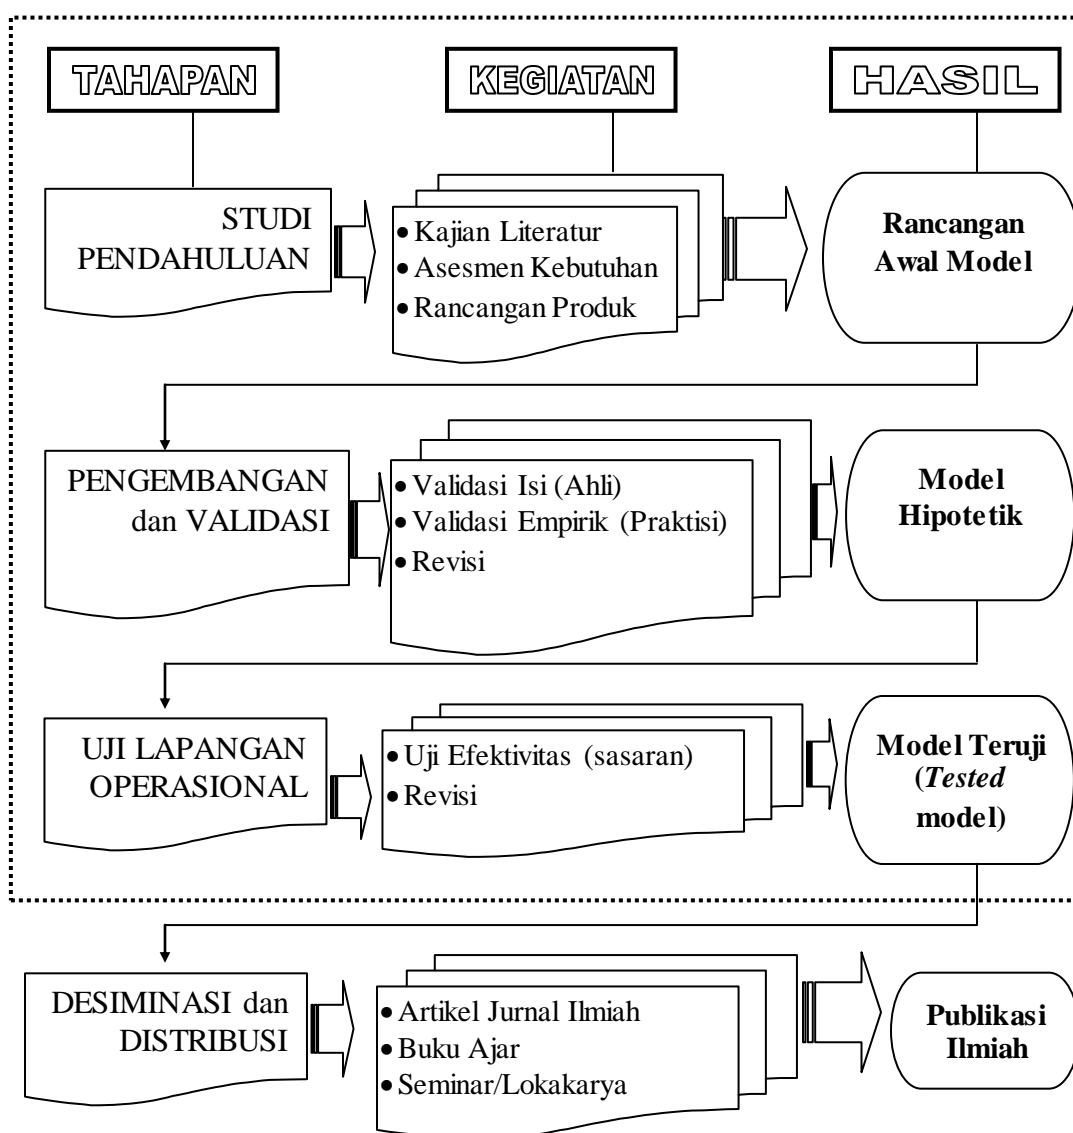 TAHAPAN
KEGIATAN
HASIL
STUDI
PENDAHULUAN
• Kajian Literatur
• Asesmen Kebutuhan
• Rancangan Produk
Rancangan
Awal Model
PENGEMBANGAN
dan VALIDASI
• Validasi Isi (Ahli)
• Validasi Empirik (Praktisi)
• Revisi
Model
Hipotetik
UJI LAPANGAN
OPERASIONAL
• Uji Efektivitas (sasaran)
• Revisi
Model Teruji
(Tested
model)
DESIMINASI dan
DISTRIBUSI
• Artikel Jurnal Ilmiah
• Buku Ajar
• Seminar/Lokakarya
Publikasi
Ilmiah